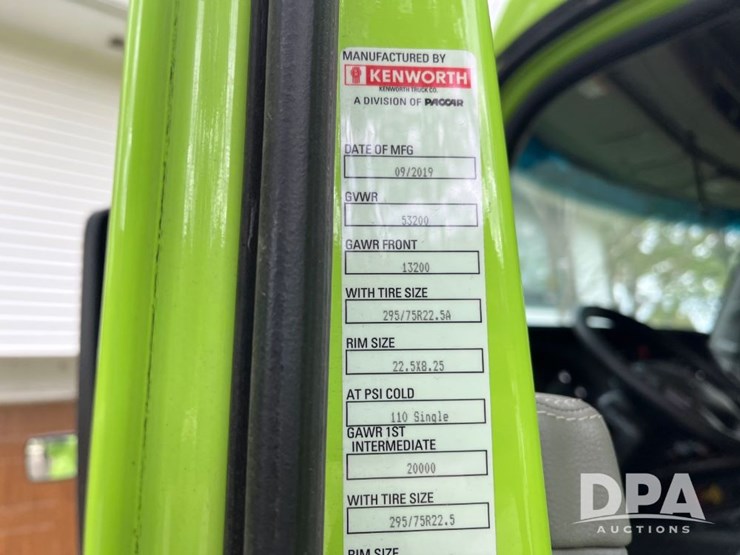 MANUFACTURED BY
KENWORTH
KENWORTH TRUCK CO.
A DIVISION OF PACCAR
DATE OF MFG
09/2019
GVWR
53200
GAWR FRONT
13200
WITH TIRE SIZE
295/75R22.5A
RIM SIZE
22.5X8.25
AT PSI COLD
110 Single
GAWR 1ST
INTERMEDIATE
20000
WITH TIRE SIZE
295/75R22.5
RIM SIZE
DPA
AUCTIONS